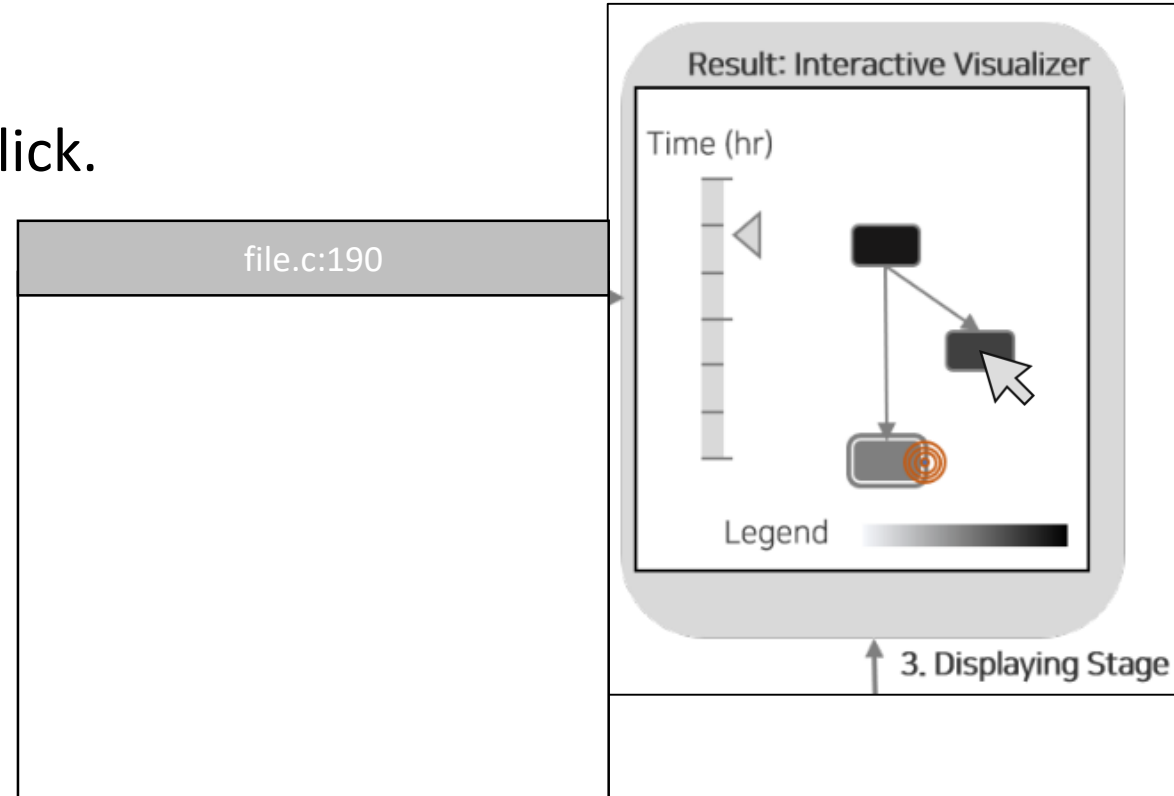 lick.
file.c:190
Result: Interactive Visualizer
Time (hr)
Legend
3. Displaying Stage